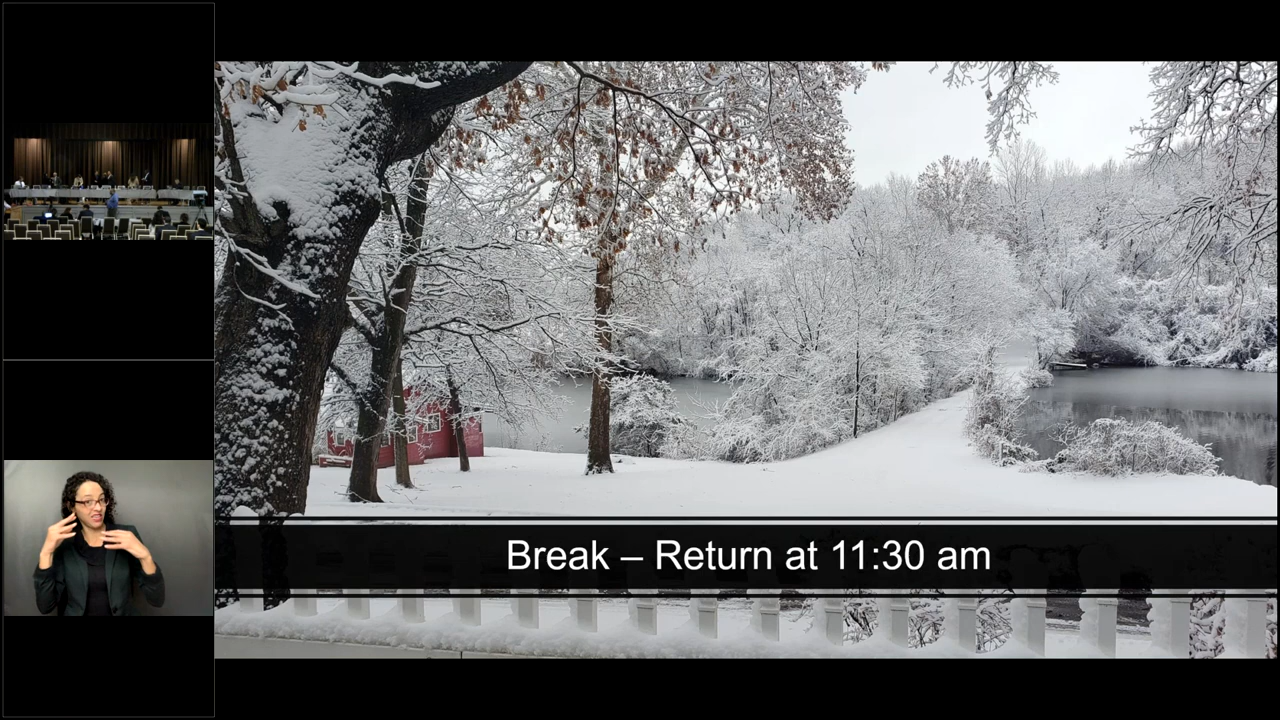 Break – Return at 11:30 am